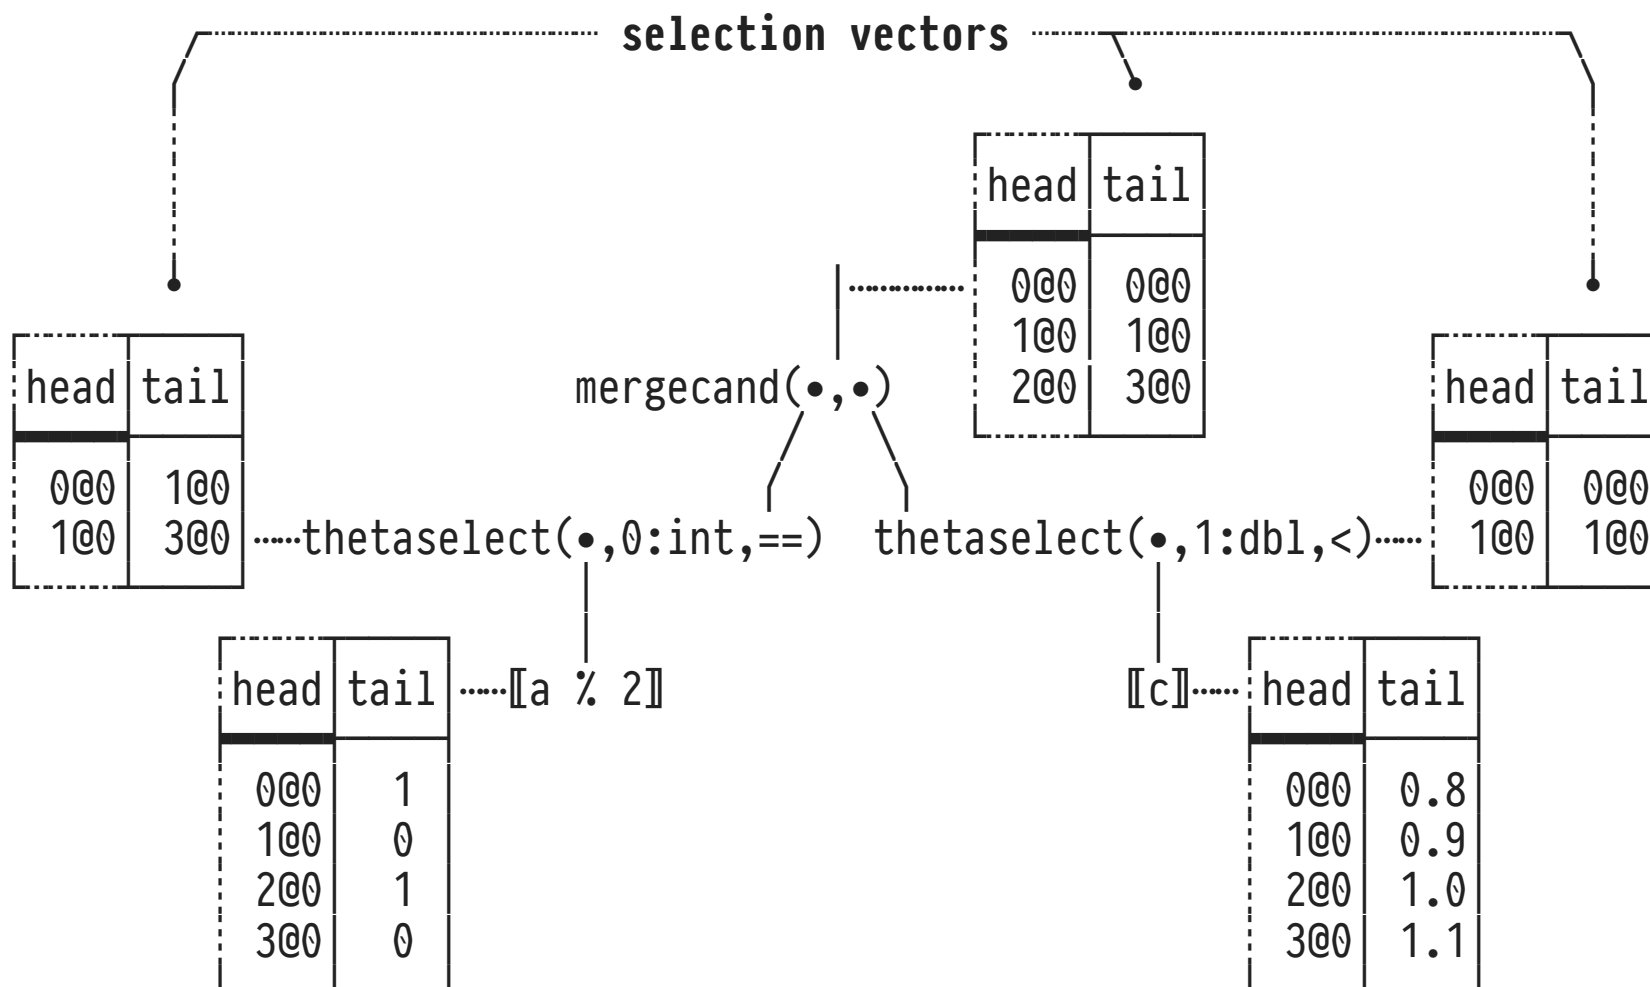 selection vectors
head tail
0@0 0@0
1@0 1@0
2@0 3@0
mergecand(•,•)
head tail
0@0 1@0
1@0 3@0
head tail
0@0 0@0
1@0 1@0
thetaselect(•,0:int,==)
thetaselect(•,1:dbl,<)
head tail
⟦a % 2⟧
0@0 1
1@0 0
2@0 1
3@0 0
⟦c⟧
head tail
0@0 0.8
1@0 0.9
2@0 1.0
3@0 1.1